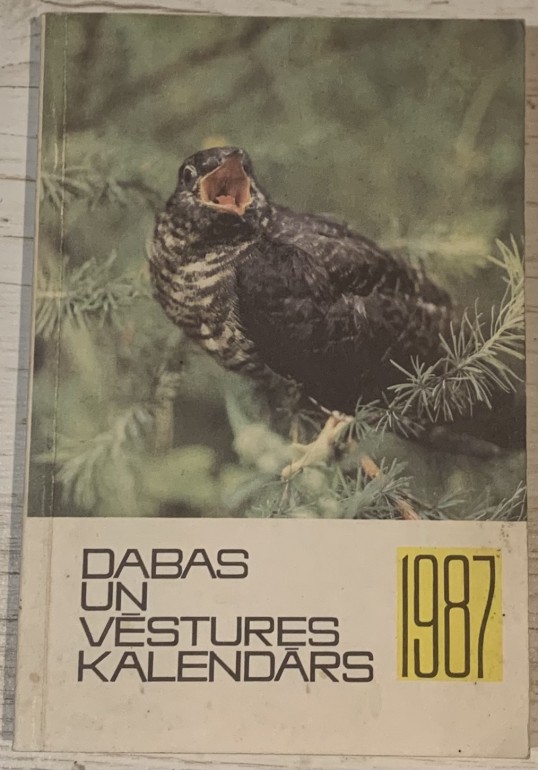 DABAS
UN
VĒSTURES
KALENDĀRS
1987